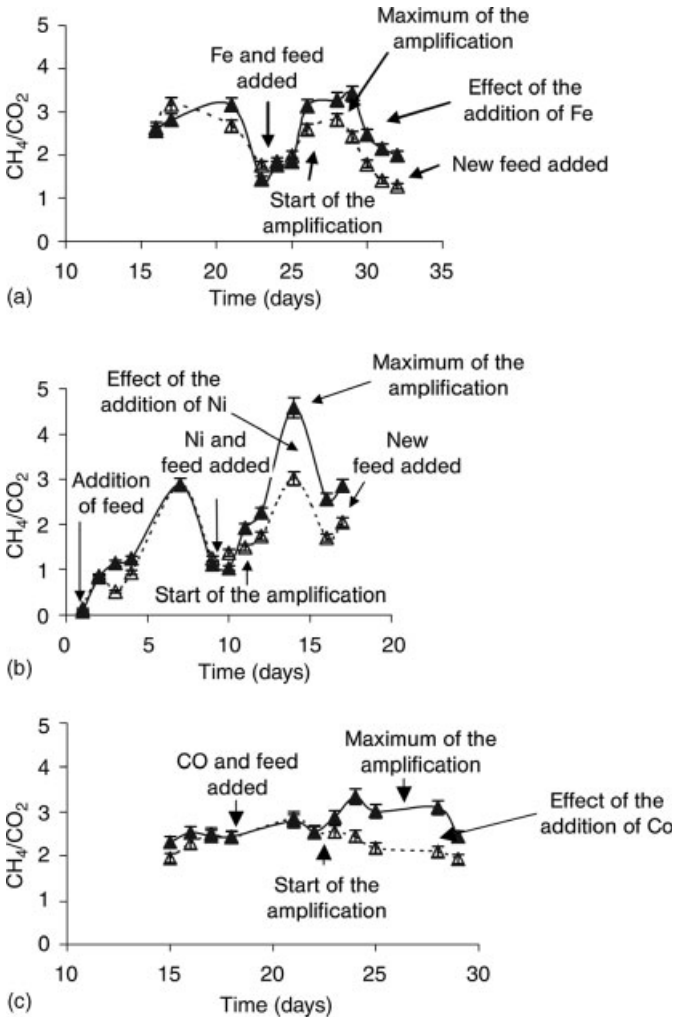 Maximum of the
amplification
Fe and feed
added
Effect of the
addition of Fe
New feed added
Start of the
amplification
CH4/CO2
5
4
3
2
1
0
10 15 20 25 30 35
Time (days)
(a)
Maximum of the
amplification
Effect of the
addition of Ni
Ni and
feed added
New
feed added
Addition
of feed
Start of the amplification
CH4/CO2
5
4
3
2
1
0
0 5 10 15 20
Time (days)
(b)
Maximum of the
amplification
CO and feed
added
Effect of the
addition of Co
Start of the
amplification
CH4/CO2
5
4
3
2
1
0
10 15 20 25 30
Time (days)
(c)